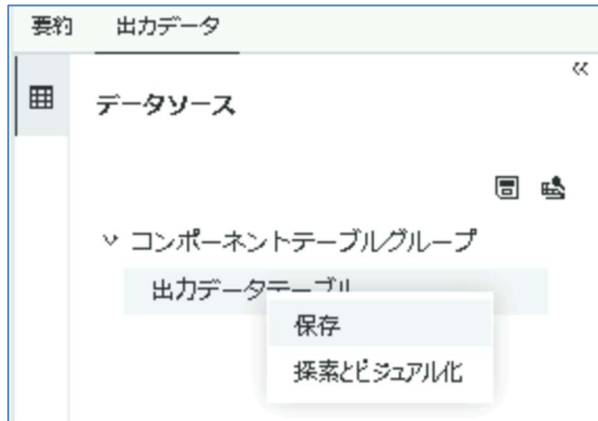 要約 出力データ
データソース
コンポーネントテーブルグループ
出力データテーブル
保存
探索とビジュアル化